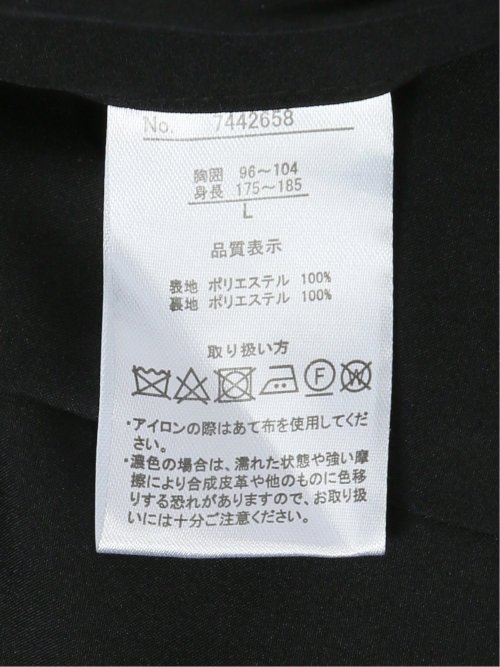 No. 7442658
胸囲 96～104
身長 175～185
L
品質表示
表地 ポリエステル 100%
裏地 ポリエステル 100%
取り扱い方
F W
・アイロンの際はあて布を使用してくだ
さい。
・濃色の場合は、濡れた状態や強い摩
擦により合成皮革や他のものに色移
りする恐れがありますので、お取り扱
いには十分ご注意ください。